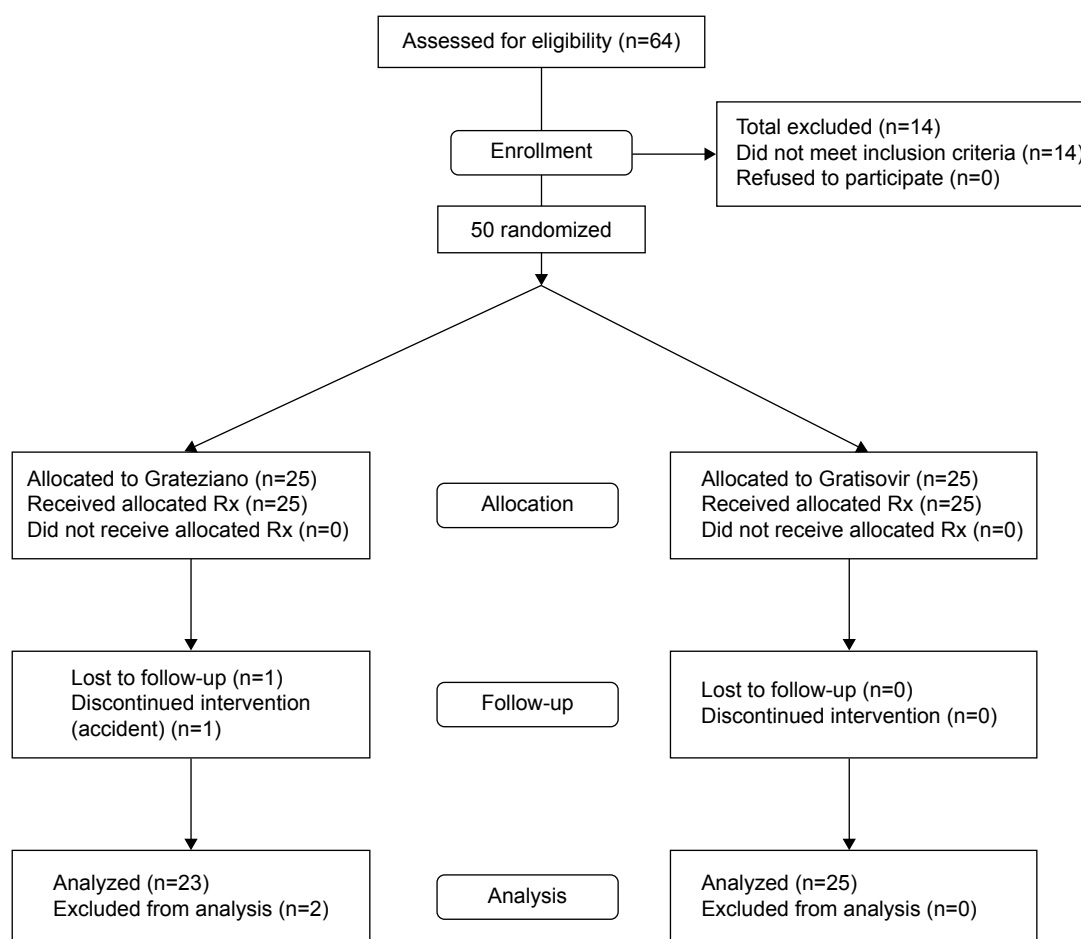 Assessed for eligibility (n=64)
Enrollment
Total excluded (n=14)
Did not meet inclusion criteria (n=14)
Refused to participate (n=0)
50 randomized
Allocated to Grateziano (n=25)
Received allocated Rx (n=25)
Did not receive allocated Rx (n=0)
Allocation
Allocated to Gratisovir (n=25)
Received allocated Rx (n=25)
Did not receive allocated Rx (n=0)
Lost to follow-up (n=1)
Discontinued intervention
(accident) (n=1)
Follow-up
Lost to follow-up (n=0)
Discontinued intervention (n=0)
Analyzed (n=23)
Excluded from analysis (n=2)
Analysis
Analyzed (n=25)
Excluded from analysis (n=0)